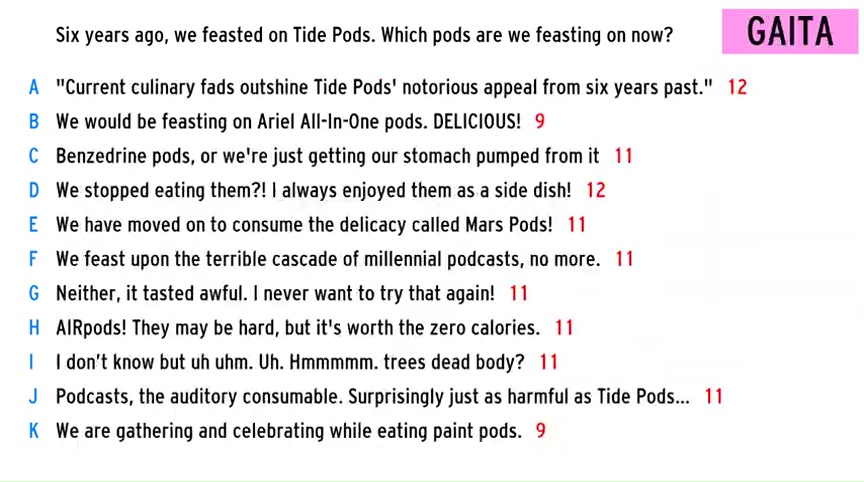 Six years ago, we feasted on Tide Pods. Which pods are we feasting on now?
GAITA
A "Current culinary fads outshine Tide Pods' notorious appeal from six years past." 12
B We would be feasting on Ariel All-In-One pods. DELICIOUS! 9
C Benzedrine pods, or we're just getting our stomach pumped from it 11
D We stopped eating them?! I always enjoyed them as a side dish! 12
E We have moved on to consume the delicacy called Mars Pods! 11
F We feast upon the terrible cascade of millennial podcasts, no more. 11
G Neither, it tasted awful. I never want to try that again! 11
H AIRpods! They may be hard, but it's worth the zero calories. 11
I I don't know but uh uhm. Uh. Hmmmmm. trees dead body? 11
J Podcasts, the auditory consumable. Surprisingly just as harmful as Tide Pods... 11
K We are gathering and celebrating while eating paint pods. 9